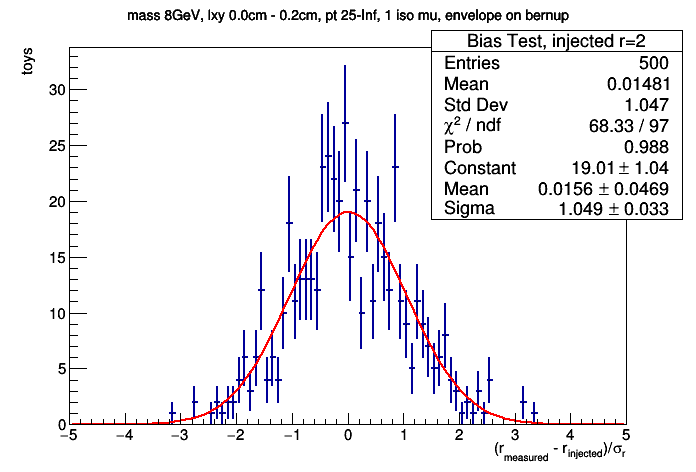 mass 8GeV, lxy 0.0cm - 0.2cm, pt 25-Inf, 1 iso mu, envelope on bernup
toys
Bias Test, injected r=2
Entries 500
Mean 0.01481
Std Dev 1.047
χ² / ndf 68.33 / 97
Prob 0.988
Constant 19.01 ± 1.04
Mean 0.0156 ± 0.0469
Sigma 1.049 ± 0.033
30
25
20
15
10
5
0
−5 −4 −3 −2 −1 0 1 2 3 4 5
(r_measured - r_injected)/σ_r